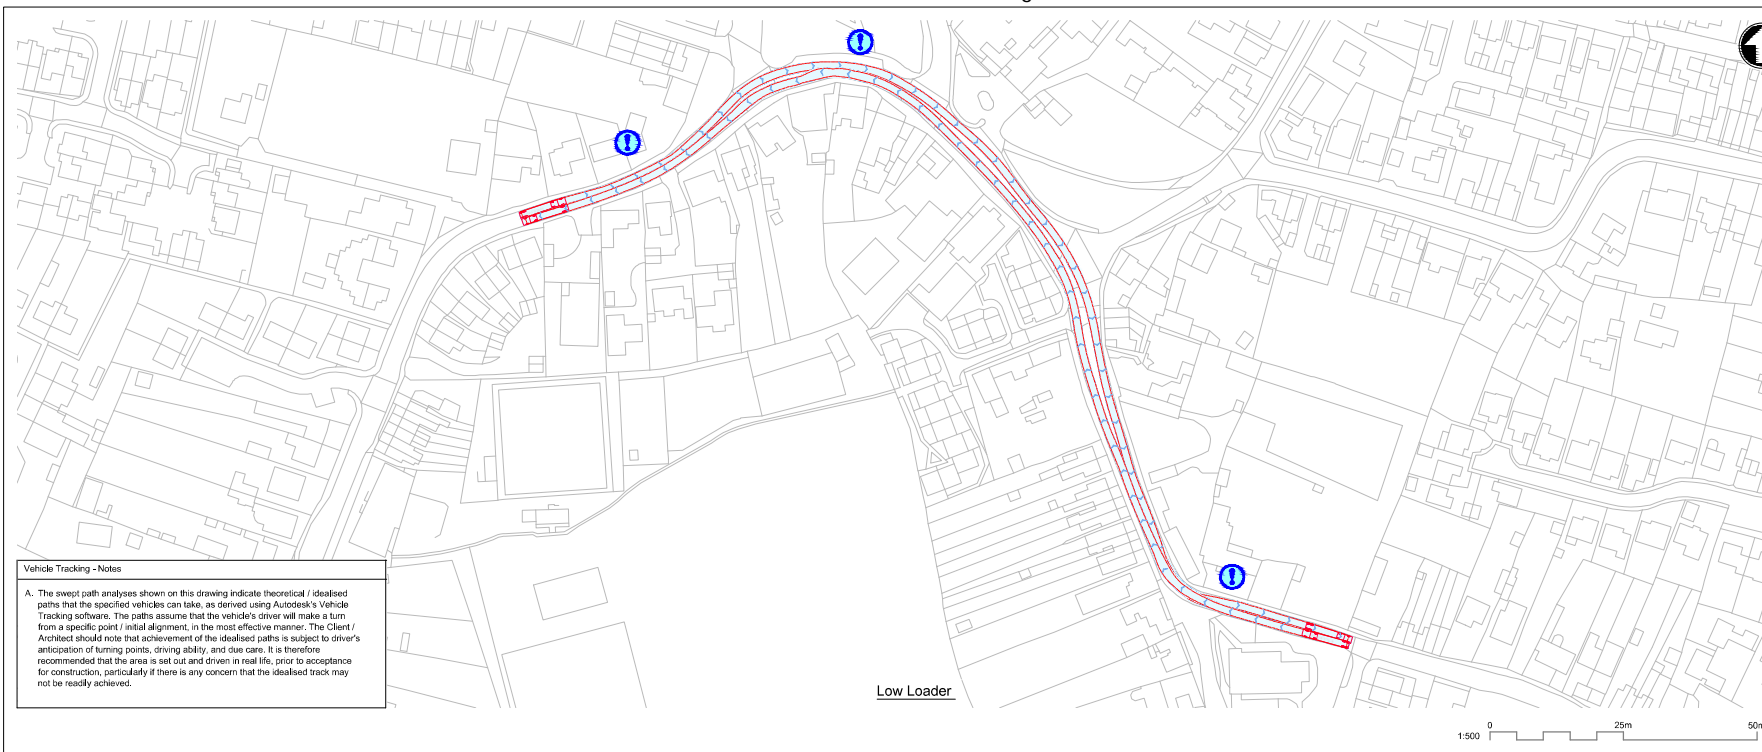 Vehicle Tracking - Notes
A. The swept path analyses shown on this drawing indicate theoretical / idealised
paths that the specified vehicles can take, as derived using Autodesk's Vehicle
Tracking software. The paths assume that the vehicle's driver will make a turn
from a specific point / initial alignment, in the most effective manner. The Client /
Architect should note that achievement of the idealised paths is subject to driver's
anticipation of turning points, driving ability, and due care. It is therefore
recommended that the area is set out and driven in real life, prior to acceptance
for construction, particularly if there is any concern that the idealised track may
not be readily achieved.
Low Loader
1:500
0
25m
50m